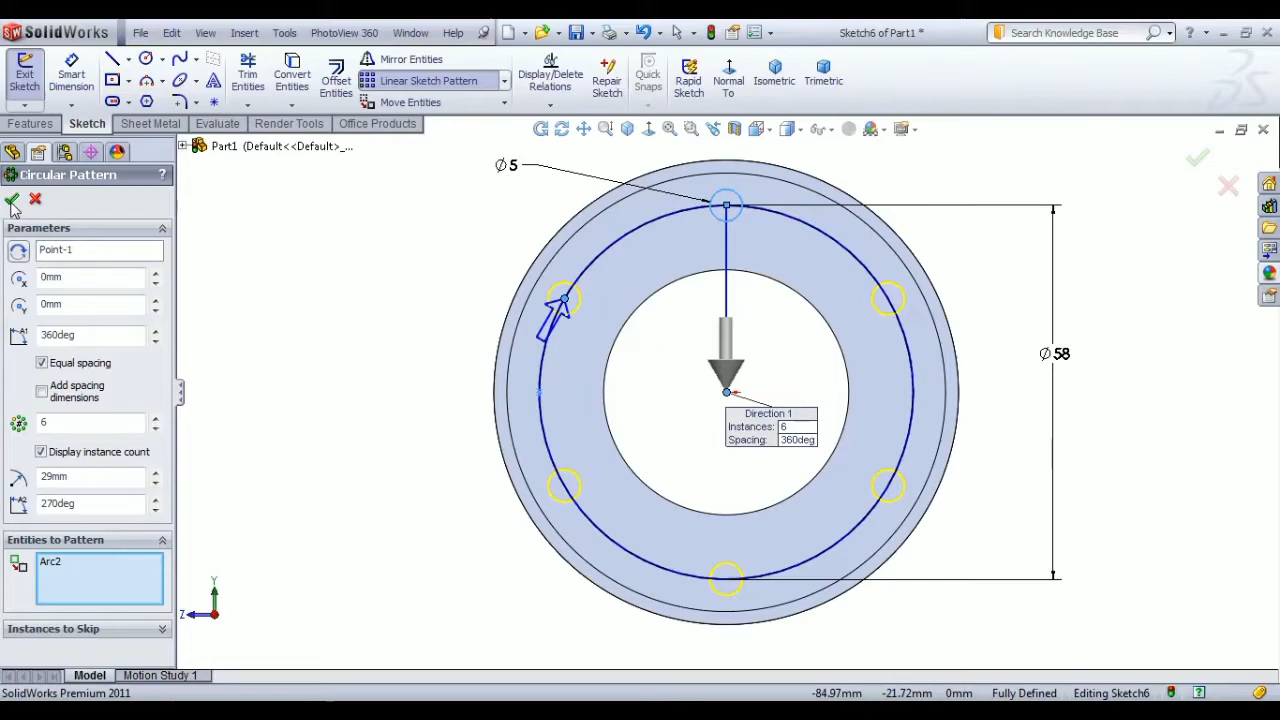 SolidWorks
File Edit View Insert Tools PhotoView 360 Window Help
Sketch6 of Part1 *
Search Knowledge Base
Exit Sketch
Smart Dimension
Trim Entities
Convert Entities
Offset Entities
Mirror Entities
Linear Sketch Pattern
Move Entities
Display/Delete Relations
Repair Sketch
Quick Snaps
Rapid Sketch
Normal To
Isometric
Trimetric
Features Sketch Sheet Metal Evaluate Render Tools Office Products
Part1 (Default<<Default>_...
Circular Pattern ?
Parameters
Point-1
0mm
0mm
360deg
Equal spacing
Add spacing
dimensions
6
Display instance count
29mm
270deg
Entities to Pattern
Arc2
Instances to Skip
Ø5
Ø58
Direction 1
Instances: 6
Spacing: 360deg
Y
Z
Model Motion Study 1
SolidWorks Premium 2011
-84.97mm -21.72mm 0mm Fully Defined Editing Sketch6